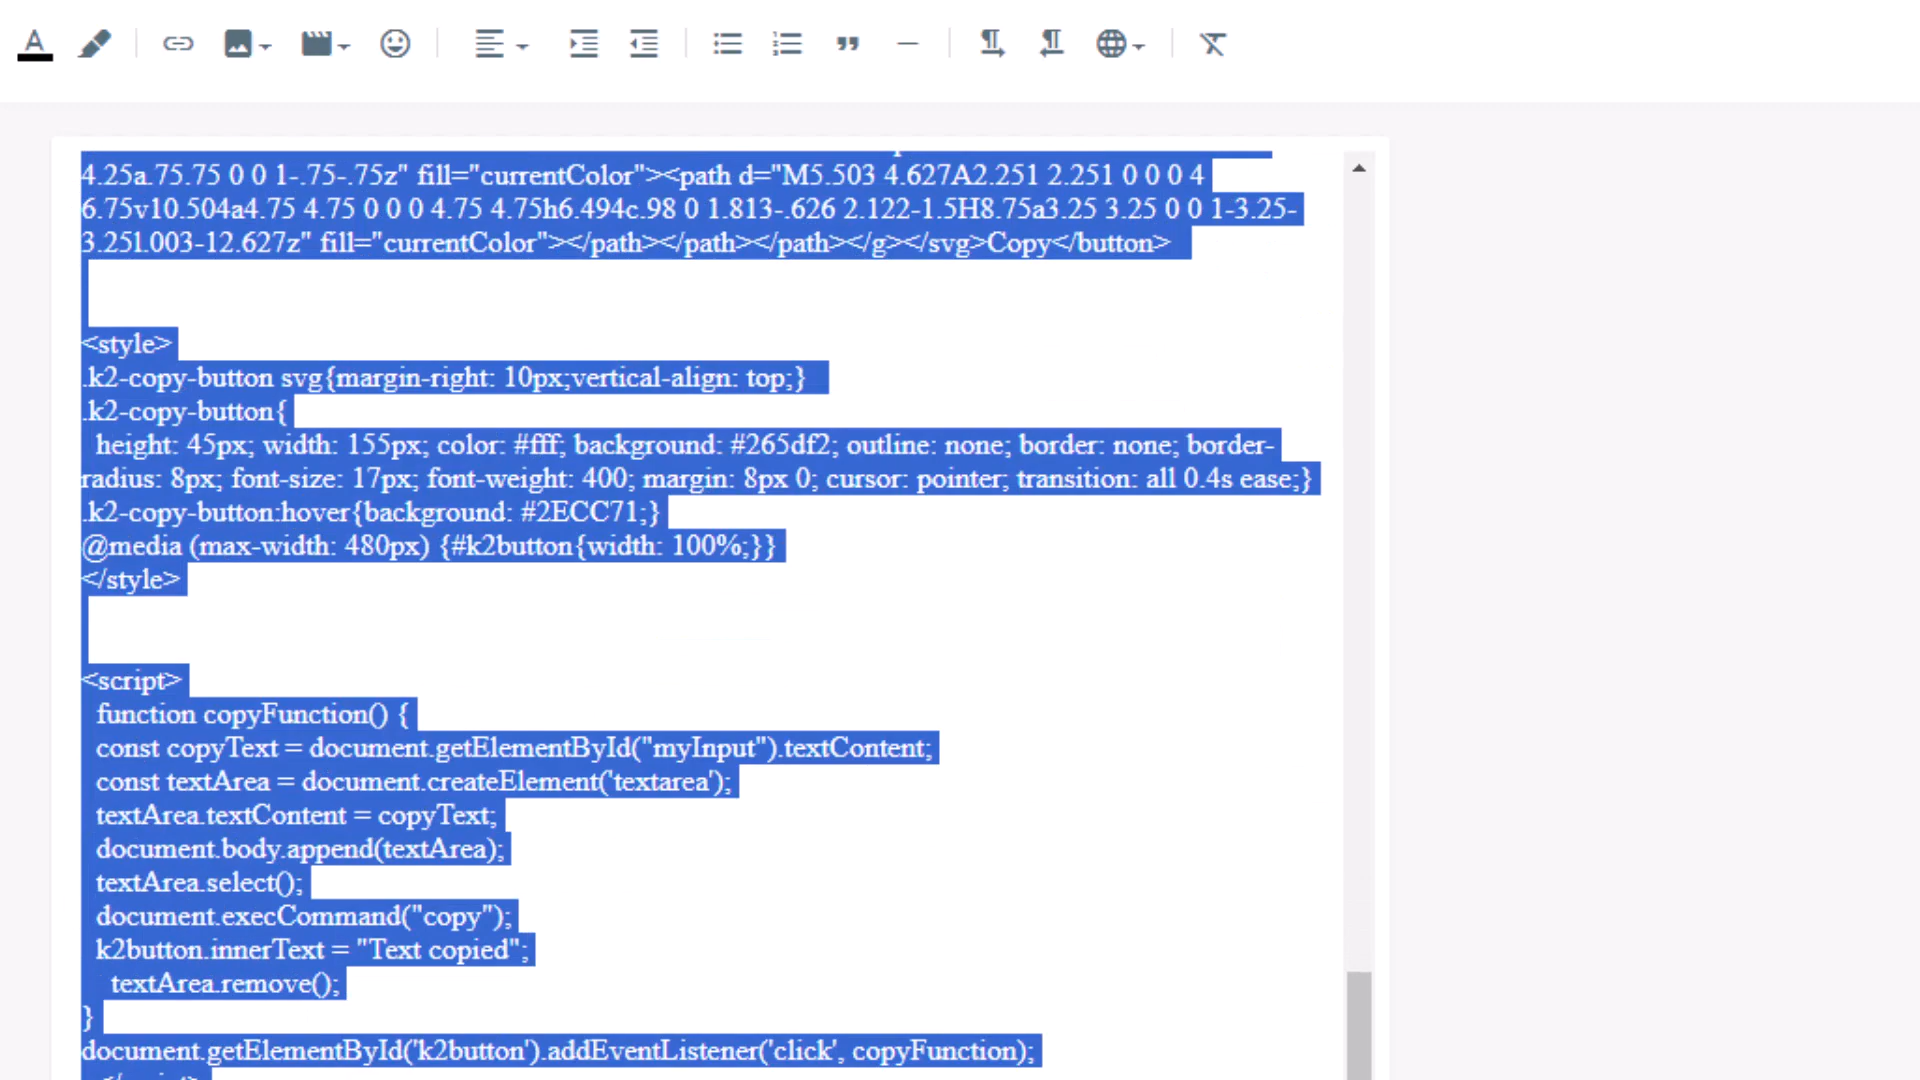 4.25a.75.75 0 0 1-.75-.75z" fill="currentColor"><path d="M5.503 4.627A2.251 2.251 0 0 0 4
6.75v10.504a4.75 4.75 0 0 0 4.75 4.75h6.494c.98 0 1.813-.626 2.122-1.5H8.75a3.25 3.25 0 0 1-3.25-
3.25l.003-12.627z" fill="currentColor"></path></path></path></g></svg>Copy</button>
<style>
.k2-copy-button svg{margin-right: 10px;vertical-align: top;}
.k2-copy-button{
height: 45px; width: 155px; color: #fff; background: #265df2; outline: none; border: none; border-
radius: 8px; font-size: 17px; font-weight: 400; margin: 8px 0; cursor: pointer; transition: all 0.4s ease;}
.k2-copy-button:hover{background: #2ECC71;}
@media (max-width: 480px) {#k2button{width: 100%;}}
</style>
<script>
function copyFunction() {
const copyText = document.getElementById("myInput").textContent;
const textArea = document.createElement('textarea');
textArea.textContent = copyText;
document.body.append(textArea);
textArea.select();
document.execCommand("copy");
k2button.innerText = "Text copied";
textArea.remove();
}
document.getElementById('k2button').addEventListener('click', copyFunction);